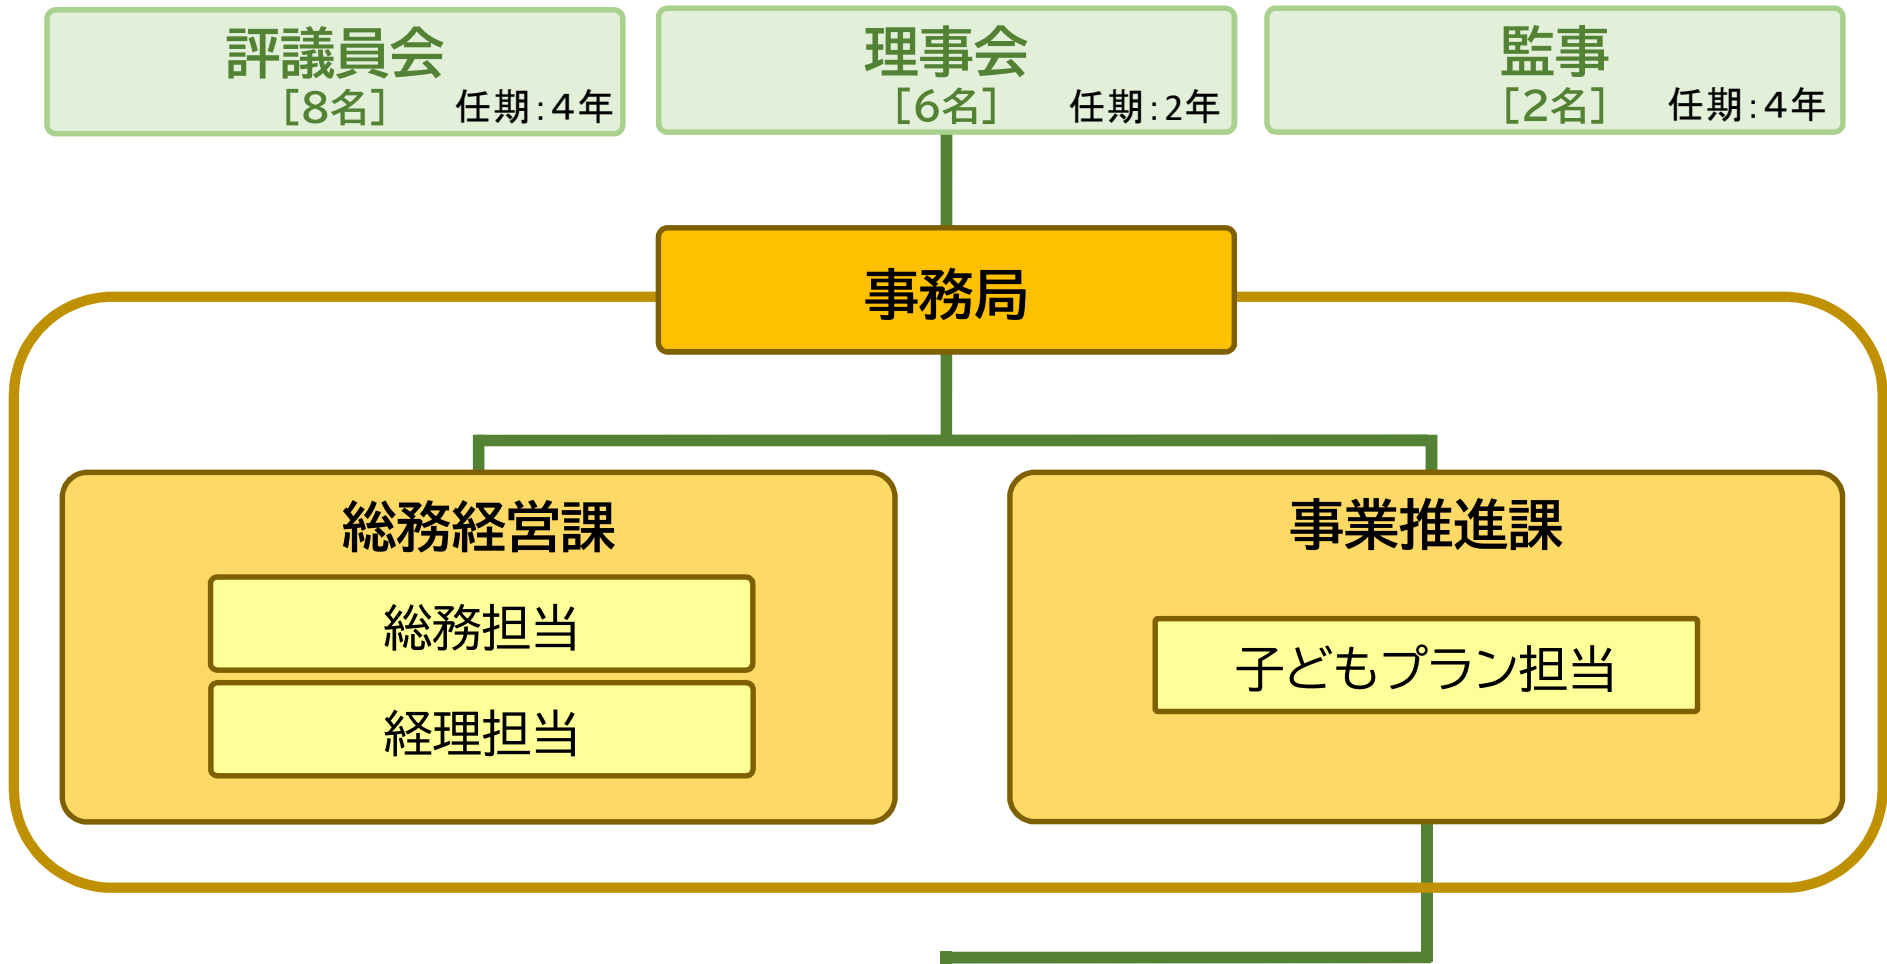 評議員会
[8名] 任期：4年
理事会
[6名] 任期：2年
監事
[2名] 任期：4年
事務局
総務経営課
総務担当
経理担当
事業推進課
子どもプラン担当